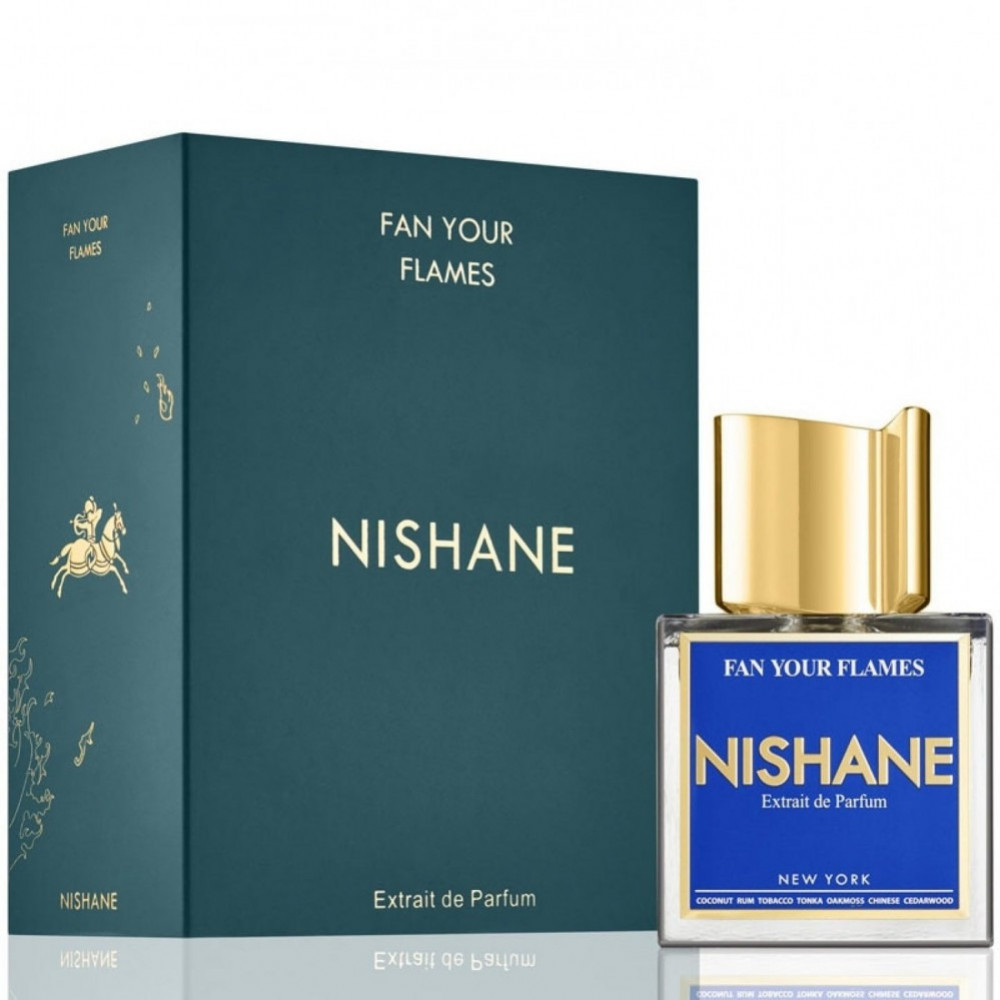 FAN YOUR
FLAMES
NISHANE
FAN YOUR
FLAMES
NISHANE
Extrait de Parfum
FAN YOUR FLAMES
NISHANE
Extrait de Parfum
NEW YORK
COCONUT RUM TOBACCO TONKA OAKMOSS CHINESE CEDARWOOD